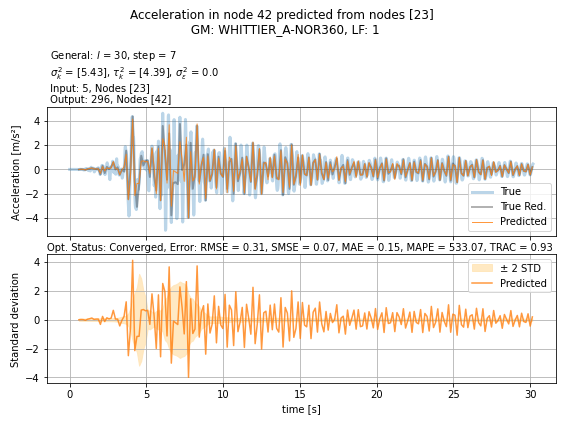 Acceleration in node 42 predicted from nodes [23]
GM: WHITTIER_A-NOR360, LF: 1
General: l = 30, step = 7
σ²ₖ = [5.43], τ²ₖ = [4.39], σ²ε = 0.0
Input: 5, Nodes [23]
Output: 296, Nodes [42]
Acceleration [m/s²]
4
2
0
−2
−4
True
True Red.
Predicted
Opt. Status: Converged, Error: RMSE = 0.31, SMSE = 0.07, MAE = 0.15, MAPE = 533.07, TRAC = 0.93
Standard deviation
4
2
0
−2
−4
± 2 STD
Predicted
0 5 10 15 20 25 30
time [s]